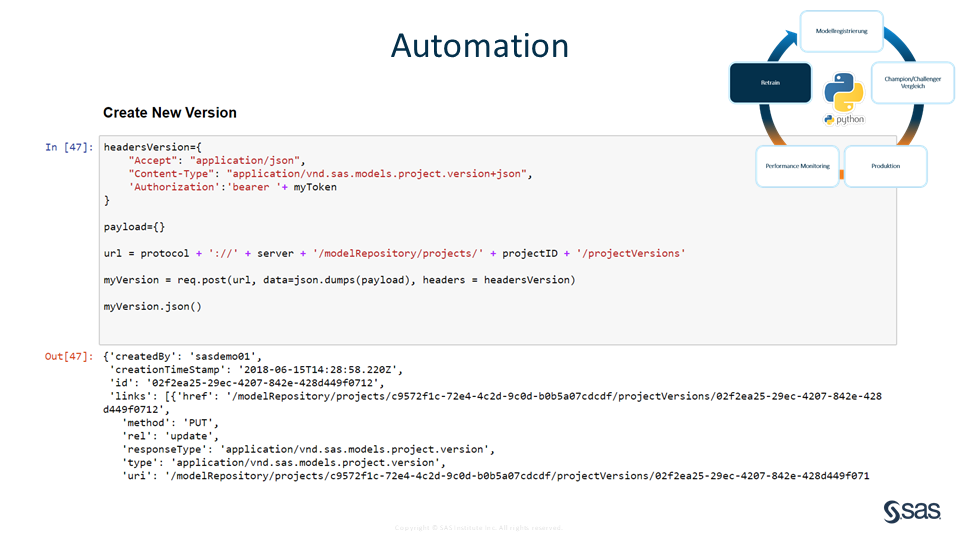 Automation
Modellregistrierung
Retrain
Champion/Challenger
Vergleich
python
Performance Monitoring
Produktion
Create New Version
In [47]:
headersVersion={
"Accept": "application/json",
"Content-Type": "application/vnd.sas.models.project.version+json",
'Authorization':'bearer '+ myToken
}
payload={}
url = protocol + '://' + server + '/modelRepository/projects/' + projectID + '/projectVersions'
myVersion = req.post(url, data=json.dumps(payload), headers = headersVersion)
myVersion.json()
Out[47]:
{'createdBy': 'sasdemo01',
'creationTimeStamp': '2018-06-15T14:28:58.220Z',
'id': '02f2ea25-29ec-4207-842e-428d449f0712',
'links': [{'href': '/modelRepository/projects/c9572f1c-72e4-4c2d-9c0d-b0b5a07cdcdf/projectVersions/02f2ea25-29ec-4207-842e-428
d449f0712',
'method': 'PUT',
'rel': 'update',
'responseType': 'application/vnd.sas.models.project.version',
'type': 'application/vnd.sas.models.project.version',
'uri': '/modelRepository/projects/c9572f1c-72e4-4c2d-9c0d-b0b5a07cdcdf/projectVersions/02f2ea25-29ec-4207-842e-428d449f071
Copyright © SAS Institute Inc. All rights reserved.
sas